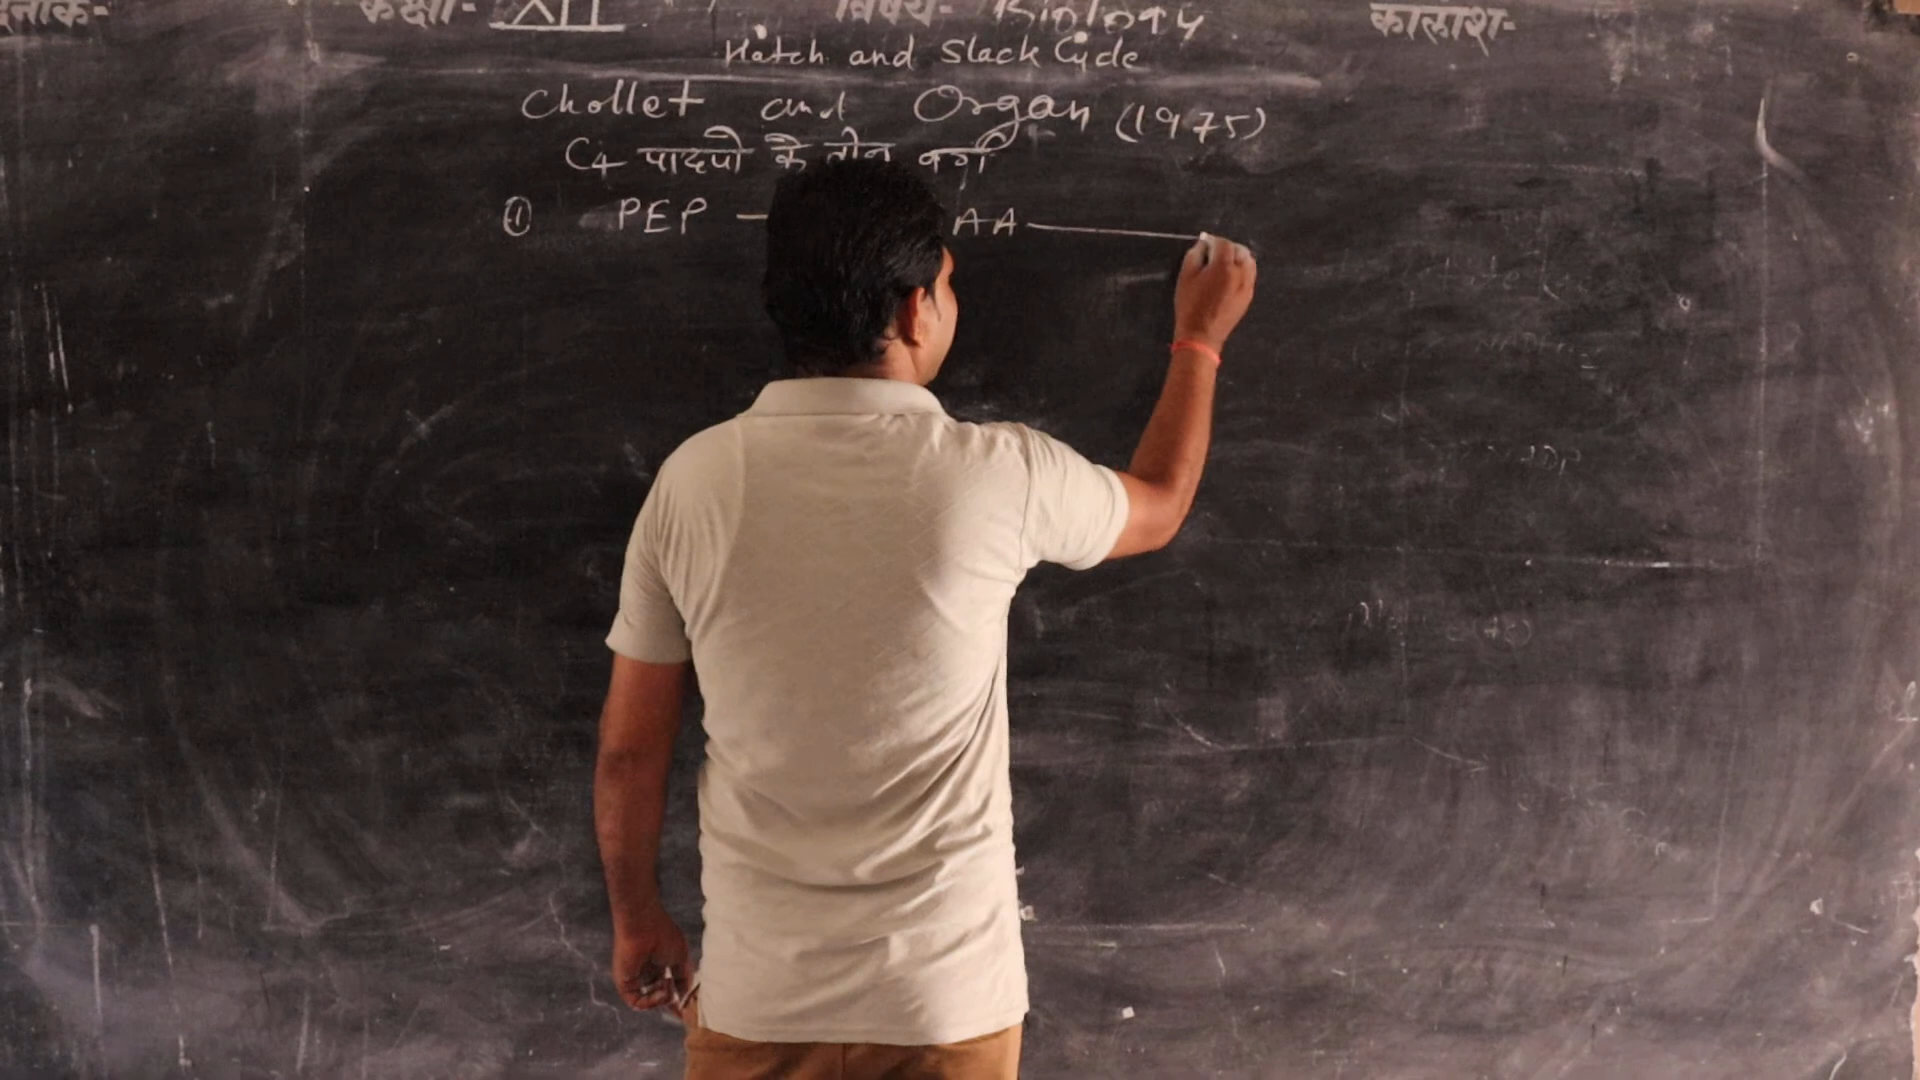 दिनांक- कक्षा- XII विषय- Biology कालांश-
Hatch and Slack Cycle
Chollet and Organ (1975)
C4 पादपो के तीन वर्ग
① PEP — AA —